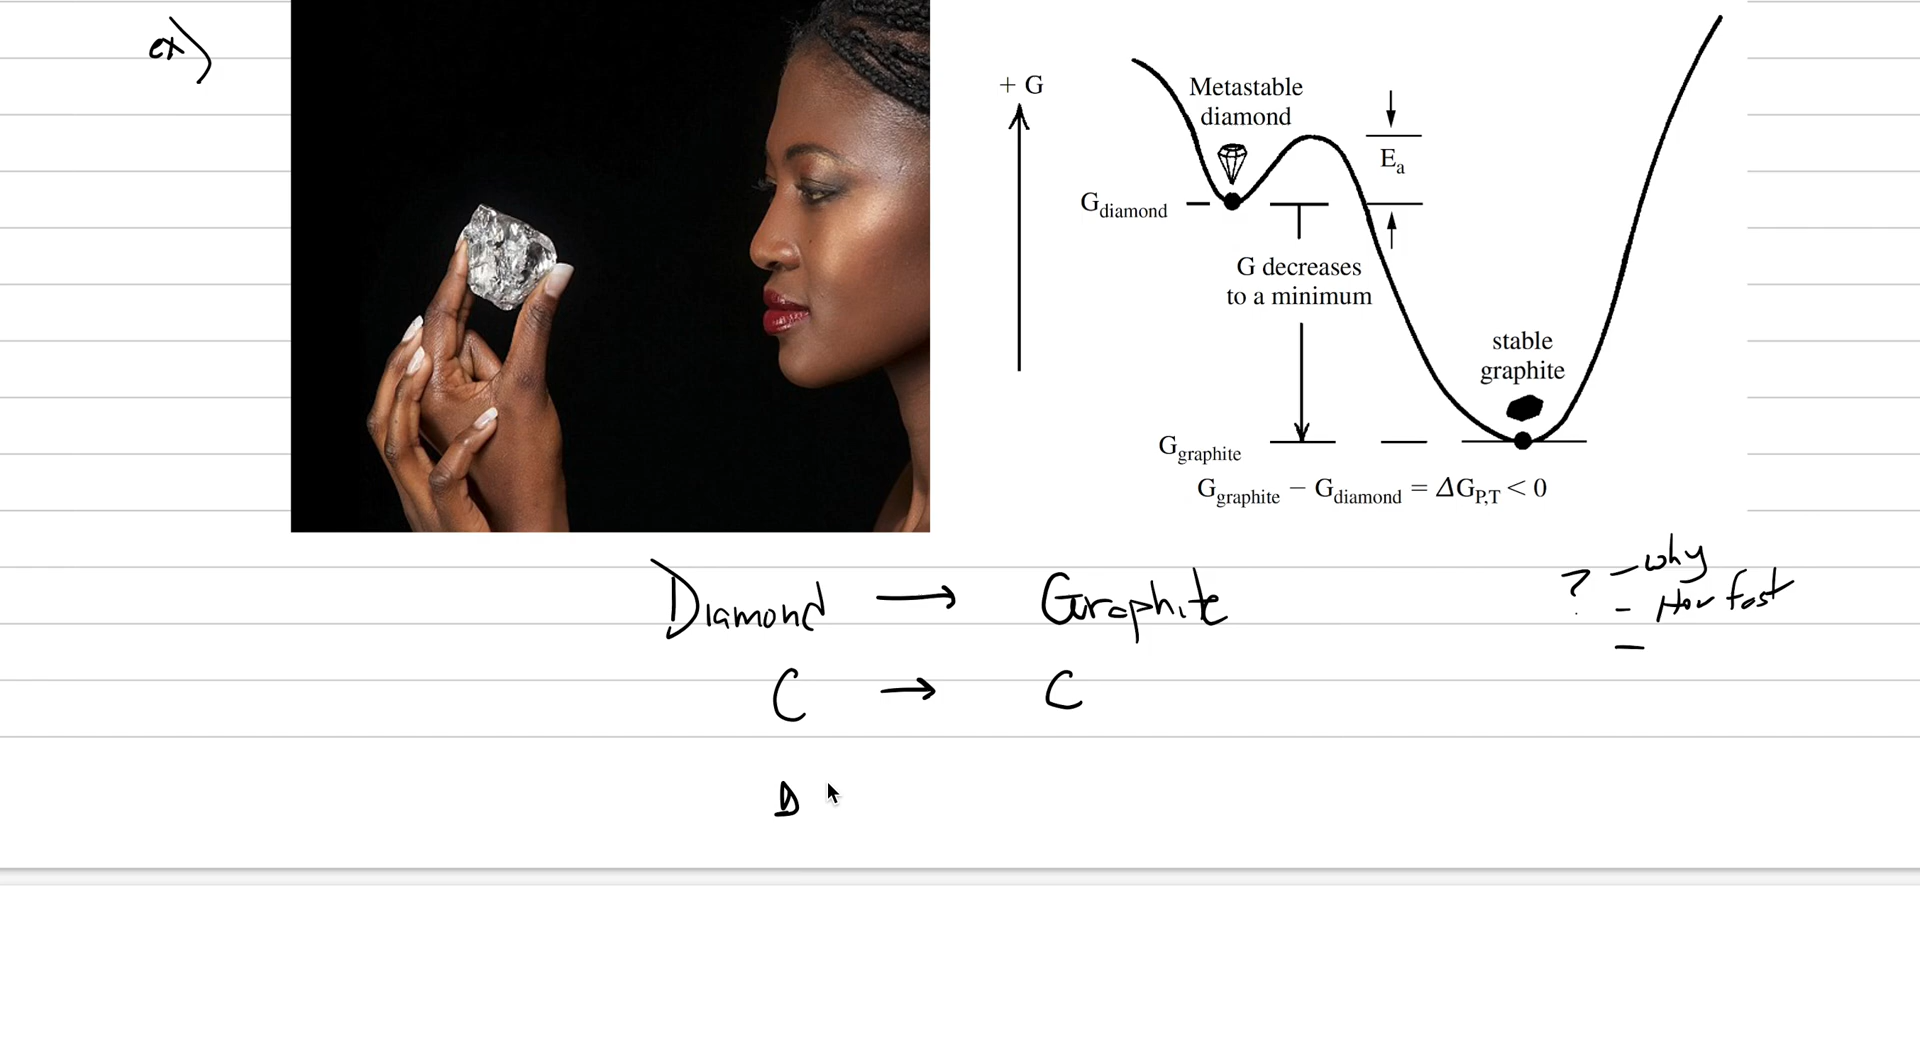 ex)
+ G
Metastable
diamond
Ea
Gdiamond
G decreases
to a minimum
stable
graphite
Ggraphite
Ggraphite − Gdiamond = ΔGP,T < 0
Diamond → Graphite
? – why
– How fast
–
C → C
D